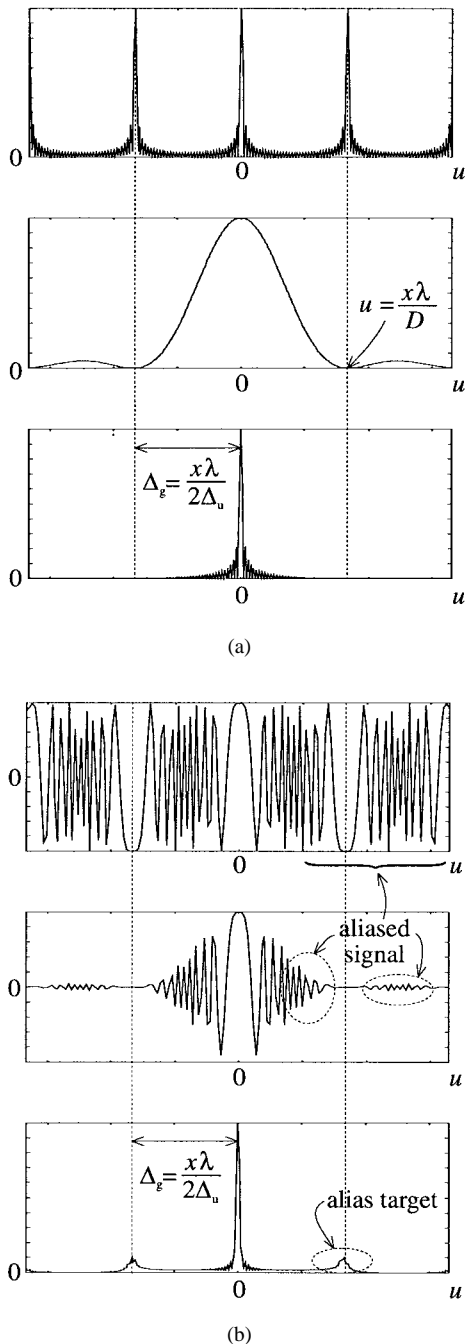 0
0
u
u = xλ/D
0
0
u
Δg = xλ/2Δu
0
0
u
(a)
0
0
u
aliased
signal
0
0
u
Δg = xλ/2Δu
alias target
0
0
u
(b)